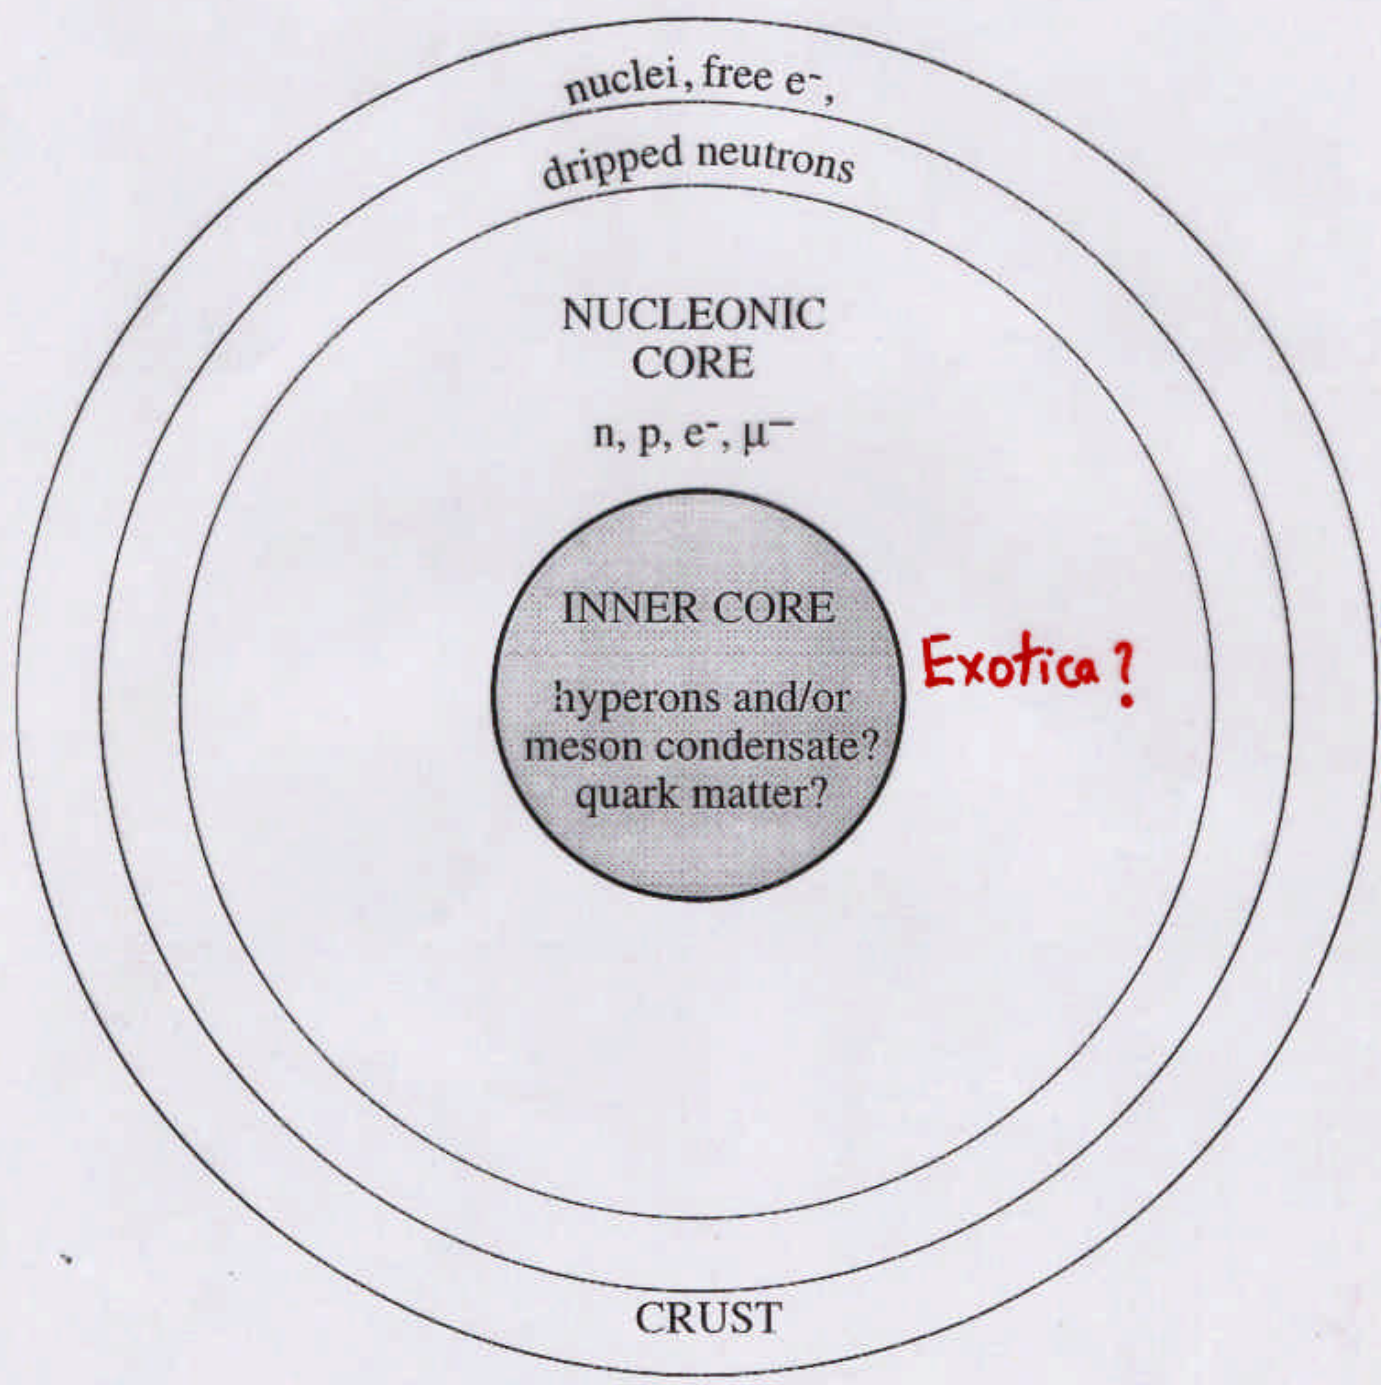 nuclei, free e⁻,
dripped neutrons
NUCLEONIC
CORE
n, p, e⁻, μ⁻
INNER CORE
hyperons and/or
meson condensate?
quark matter?
Exotica?
CRUST